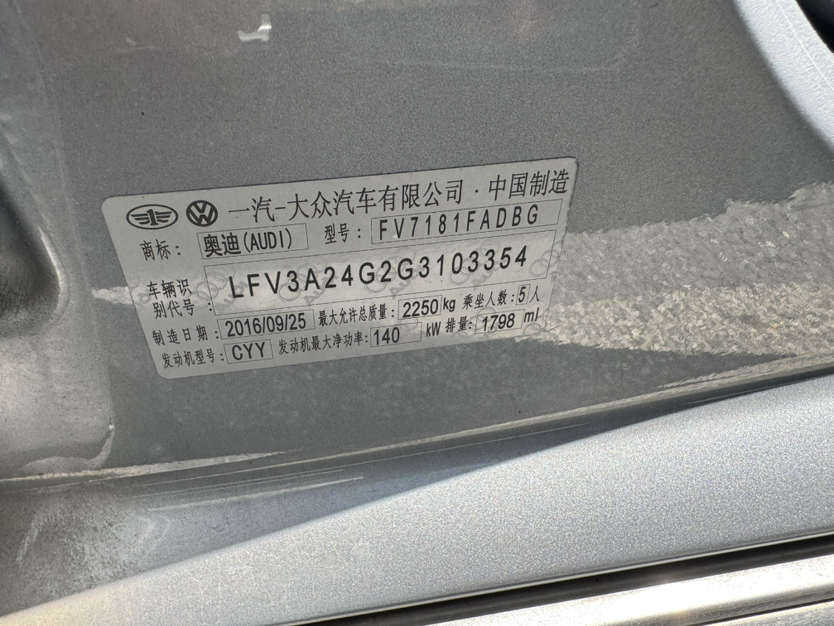 一汽-大众汽车有限公司·中国制造
商标: 奥迪(AUDI) 型号: FV7181FADBG
车辆识别代号: LFV3A24G2G3103354
制造日期: 2016/09/25 最大允许总质量: 2250kg 乘坐人数: 5人
发动机型号: CYY 发动机最大净功率: 140 kW 排量: 1798 ml